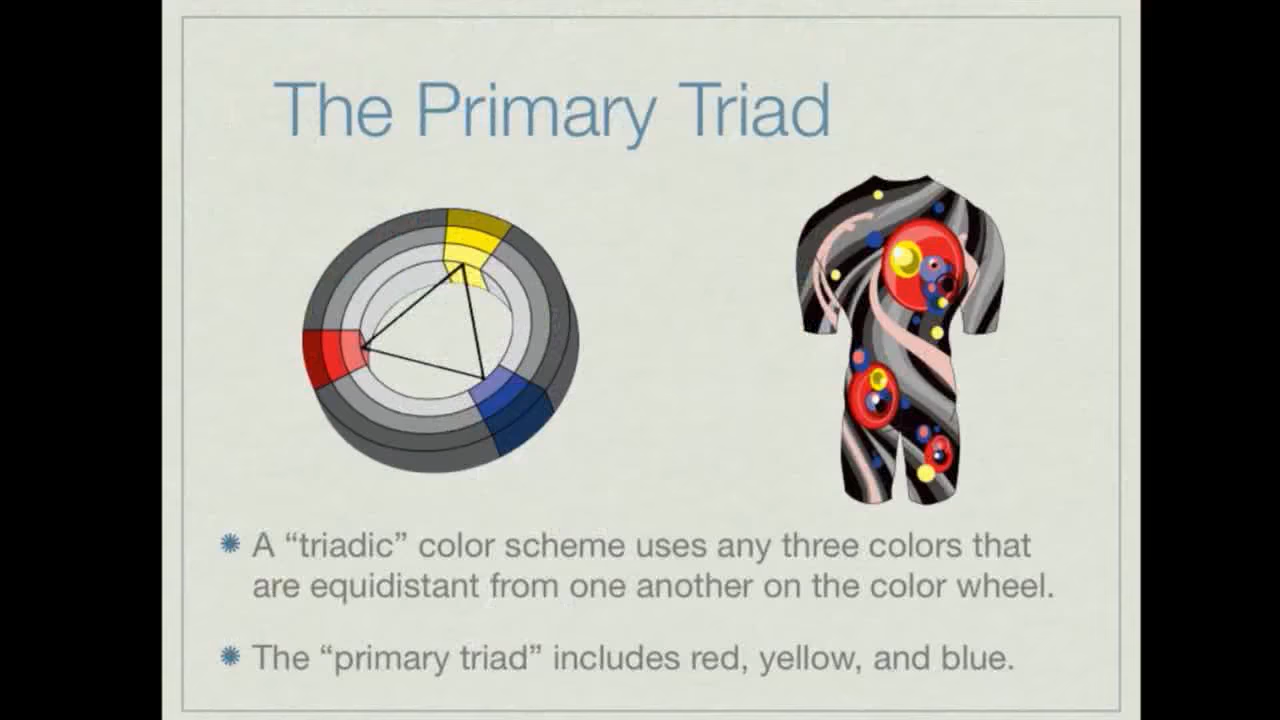 The Primary Triad
A “triadic” color scheme uses any three colors that
are equidistant from one another on the color wheel.
The “primary triad” includes red, yellow, and blue.